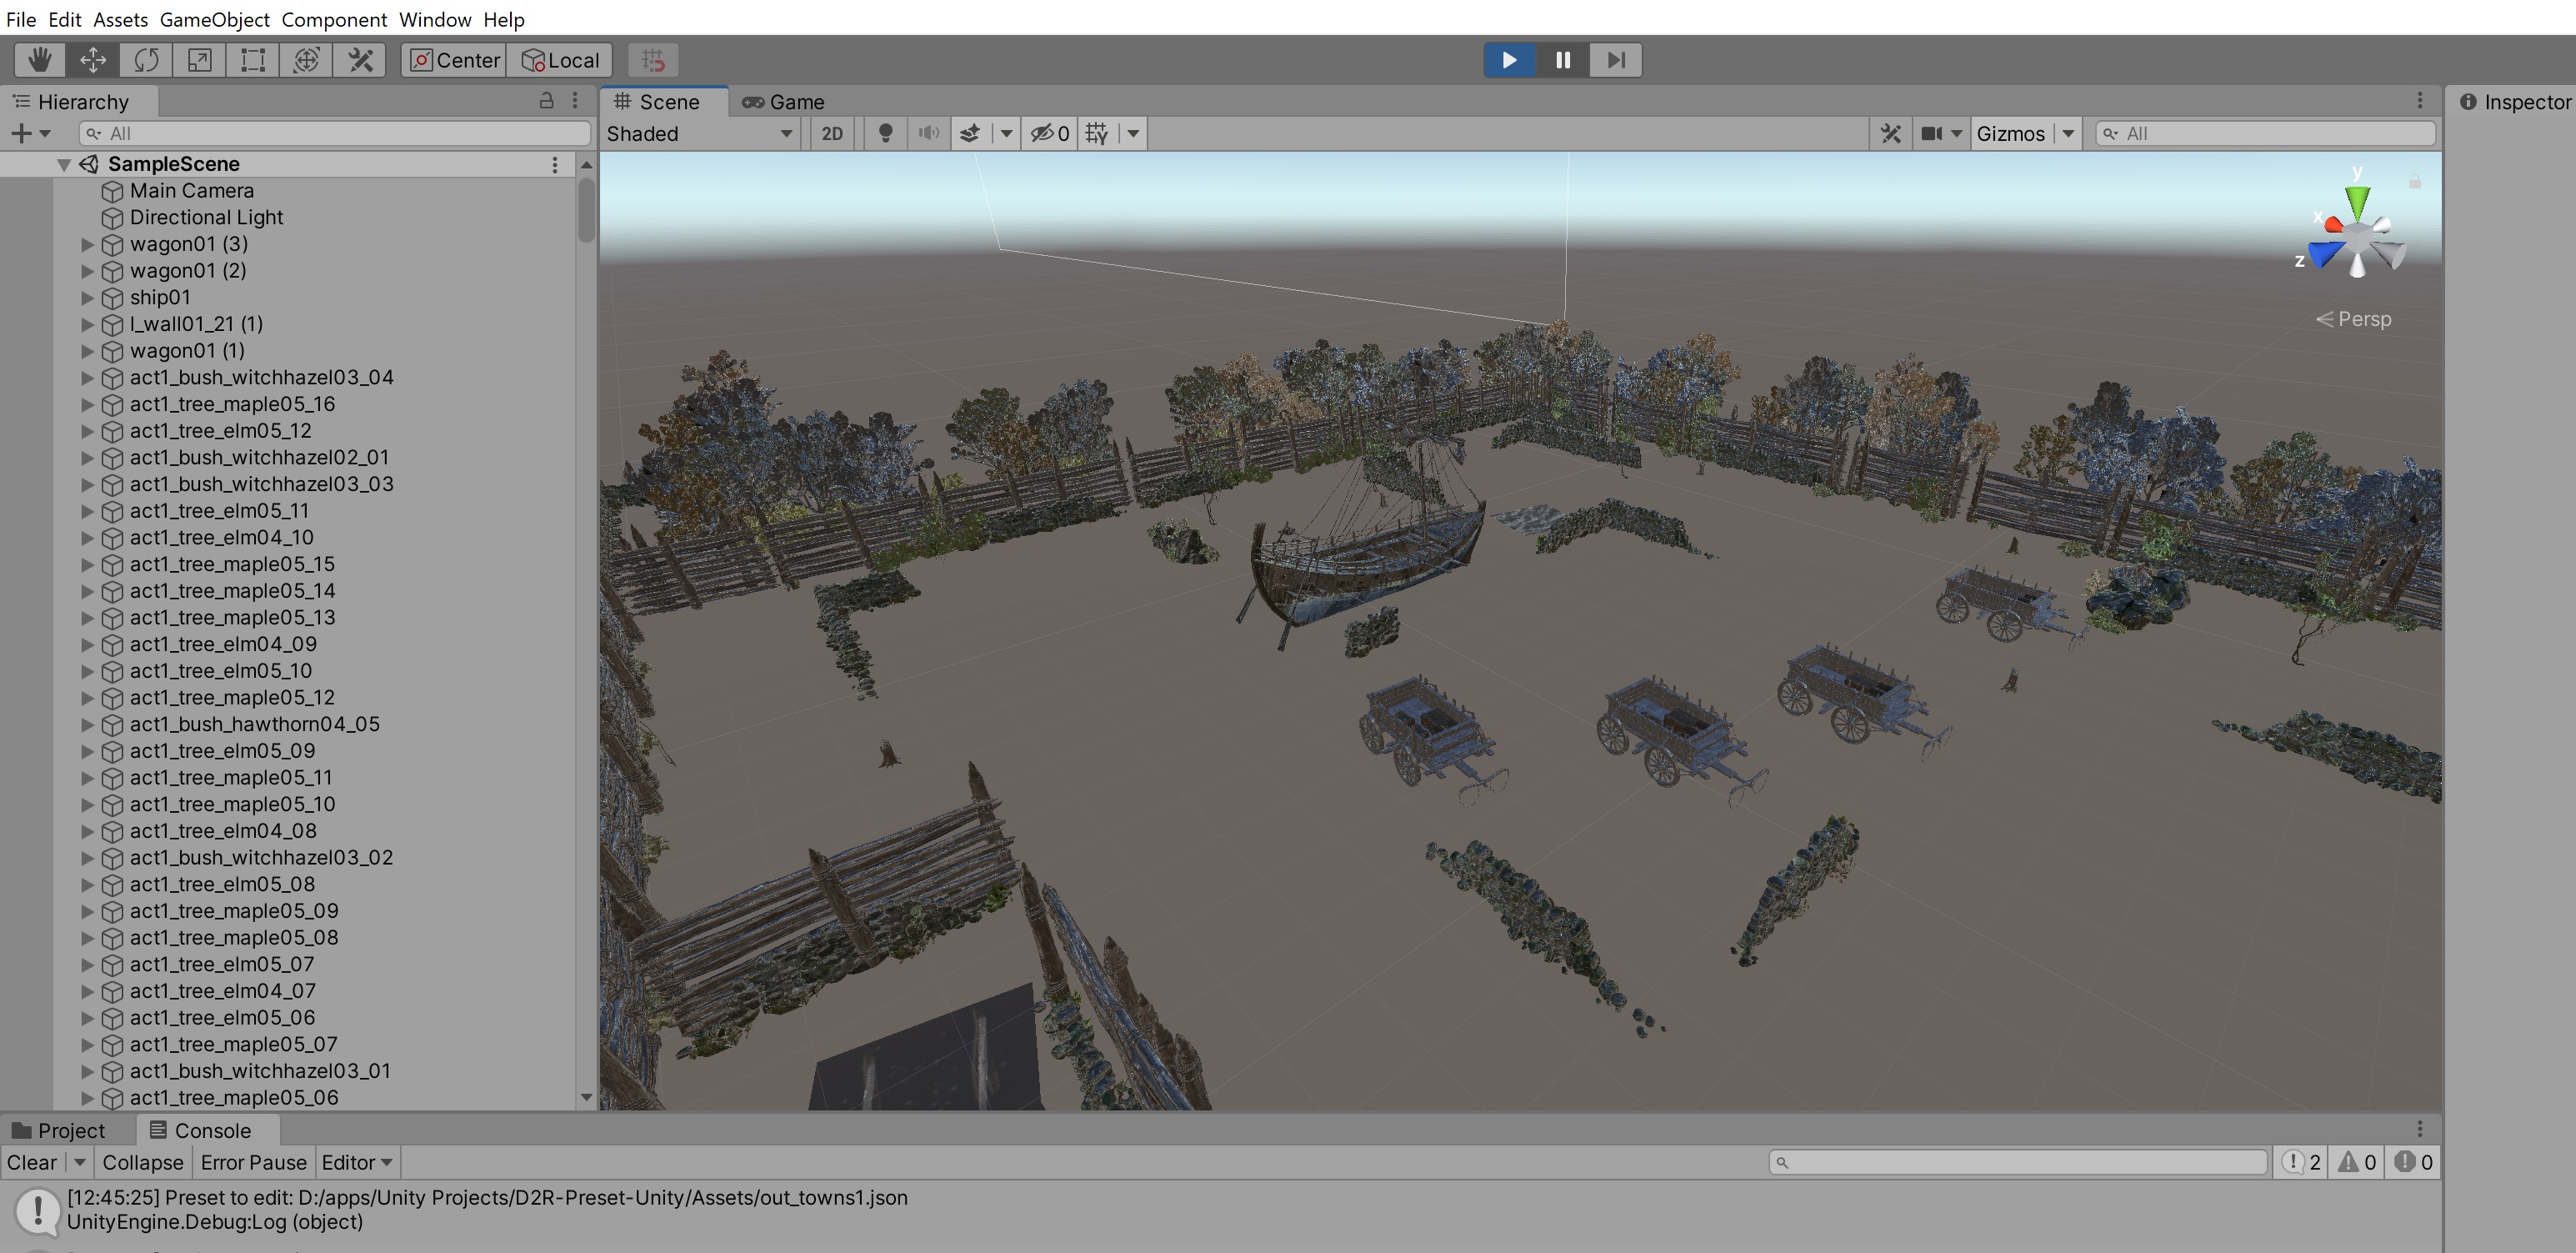 File Edit Assets GameObject Component Window Help
Center Local
Hierarchy
All
SampleScene
Main Camera
Directional Light
wagon01 (3)
wagon01 (2)
ship01
l_wall01_21 (1)
wagon01 (1)
act1_bush_witchhazel03_04
act1_tree_maple05_16
act1_tree_elm05_12
act1_bush_witchhazel02_01
act1_bush_witchhazel03_03
act1_tree_elm05_11
act1_tree_elm04_10
act1_tree_maple05_15
act1_tree_maple05_14
act1_tree_maple05_13
act1_tree_elm04_09
act1_tree_elm05_10
act1_tree_maple05_12
act1_bush_hawthorn04_05
act1_tree_elm05_09
act1_tree_maple05_11
act1_tree_maple05_10
act1_tree_elm04_08
act1_bush_witchhazel03_02
act1_tree_elm05_08
act1_tree_maple05_09
act1_tree_maple05_08
act1_tree_elm05_07
act1_tree_elm04_07
act1_tree_elm05_06
act1_tree_maple05_07
act1_bush_witchhazel03_01
act1_tree_maple05_06
Scene Game
Shaded 2D 0 Gizmos All
y
x
z
Persp
Inspector
Project Console
Clear Collapse Error Pause Editor 2 0 0
[12:45:25] Preset to edit: D:/apps/Unity Projects/D2R-Preset-Unity/Assets/out_towns1.json
UnityEngine.Debug:Log (object)